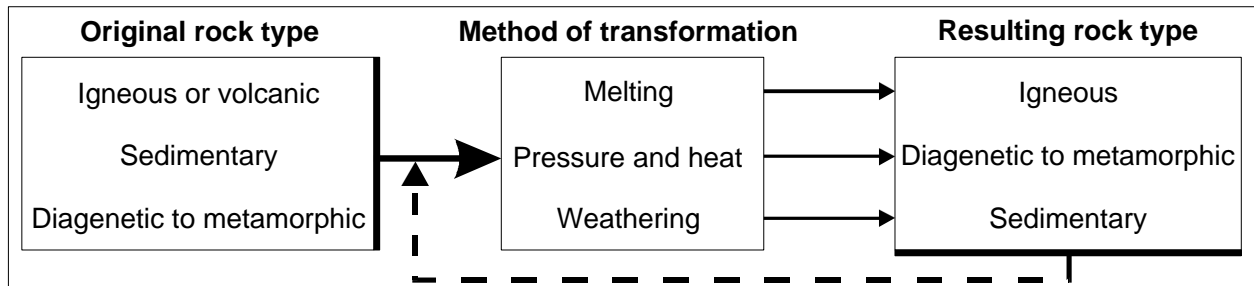 Original rock type
Igneous or volcanic
Sedimentary
Diagenetic to metamorphic
Method of transformation
Melting
Pressure and heat
Weathering
Resulting rock type
Igneous
Diagenetic to metamorphic
Sedimentary